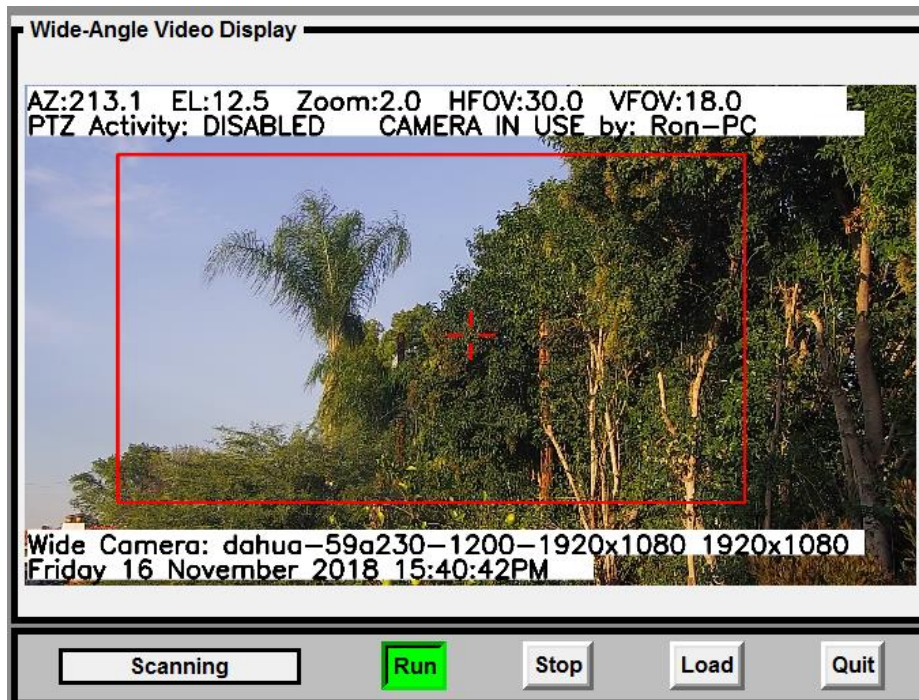 Wide-Angle Video Display
AZ:213.1 EL:12.5 Zoom:2.0 HFOV:30.0 VFOV:18.0
PTZ Activity: DISABLED CAMERA IN USE by: Ron-PC
Wide Camera: dahua-59a230-1200-1920x1080 1920x1080
Friday 16 November 2018 15:40:42PM
Scanning Run Stop Load Quit